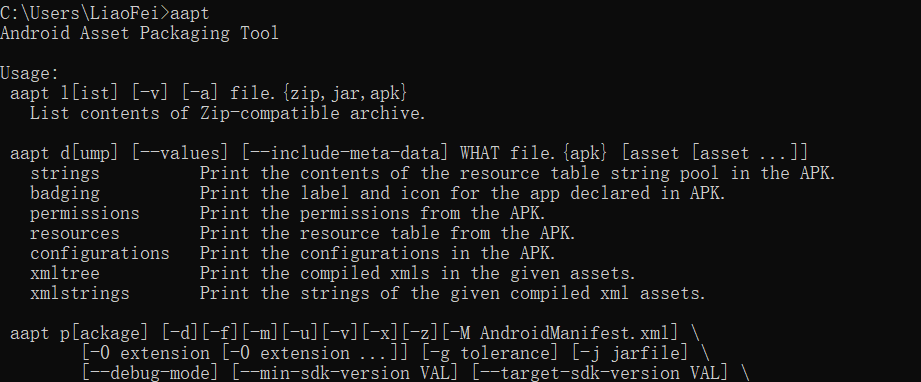 C:\Users\LiaoFei>aapt
Android Asset Packaging Tool
Usage:
aapt l[ist] [-v] [-a] file.{zip,jar,apk}
List contents of Zip-compatible archive.
aapt d[ump] [--values] [--include-meta-data] WHAT file.{apk} [asset [asset ...]]
strings Print the contents of the resource table string pool in the APK.
badging Print the label and icon for the app declared in APK.
permissions Print the permissions from the APK.
resources Print the resource table from the APK.
configurations Print the configurations in the APK.
xmltree Print the compiled xmls in the given assets.
xmlstrings Print the strings of the given compiled xml assets.
aapt p[ackage] [-d][-f][-m][-u][-v][-x][-z][-M AndroidManifest.xml] \
[-0 extension [-0 extension ...]] [-g tolerance] [-j jarfile] \
[--debug-mode] [--min-sdk-version VAL] [--target-sdk-version VAL] \